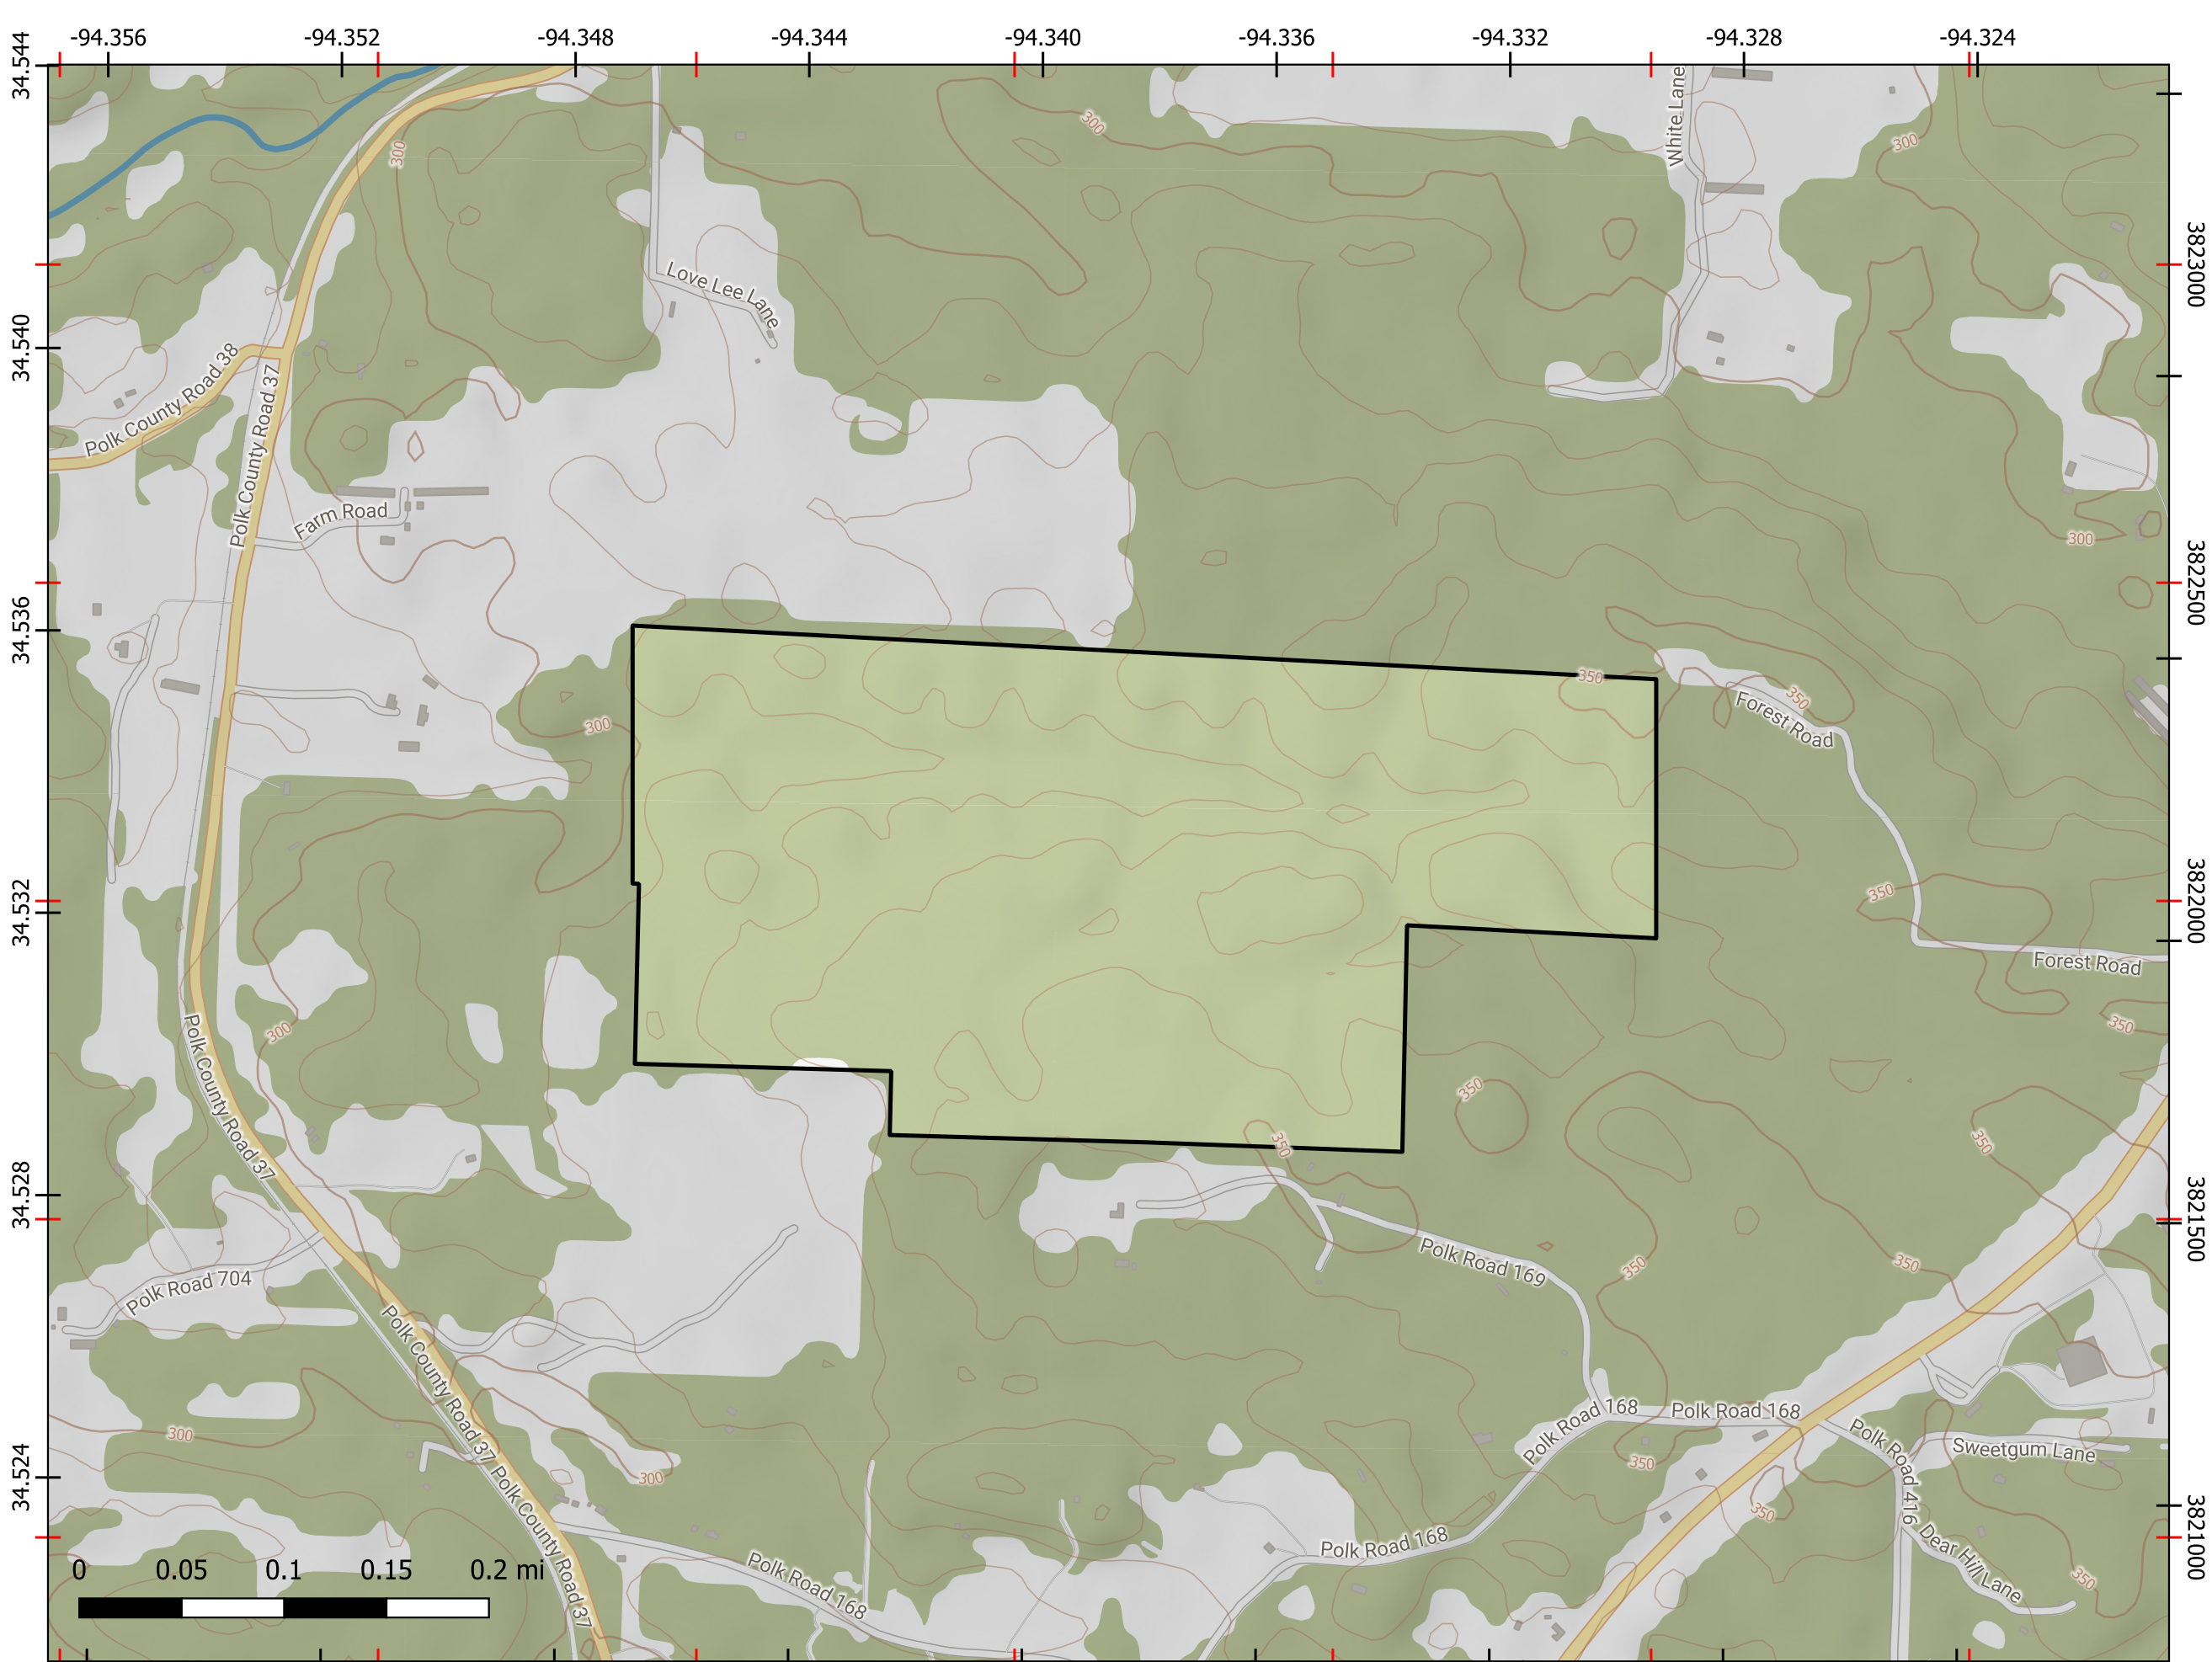 -94.356 -94.352 -94.348 -94.344 -94.340 -94.336 -94.332 -94.328 -94.324
34.544
White Lane
300
300
300
3823000
Love Lee Lane
34.540
Polk County Road 38
Polk County Road 37
Farm Road
300
3822500
34.536
350
350
Forest Road
300
350
34.532
3822000
Forest Road
300
350
Polk County Road 37
350
350
350
34.528
3821500
Polk Road 169
350
350
Polk Road 704
Polk County Road 37
Polk Road 168
Polk Road 168
Polk Road 416
Sweetgum Lane
300
300
350
34.524
Polk County Road 37
350
Polk Road 168
Dear Hill Lane
350
3821000
Polk Road 168
0 0.05 0.1 0.15 0.2 mi